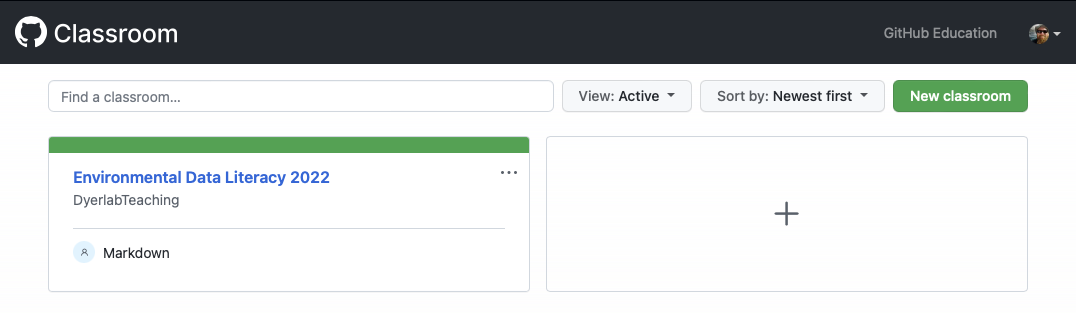 Classroom
GitHub Education
Find a classroom...
View: Active
Sort by: Newest first
New classroom
Environmental Data Literacy 2022
DyerlabTeaching
Markdown